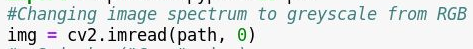 #Changing image spectrum to greyscale from RGB
img = cv2.imread(path, 0)